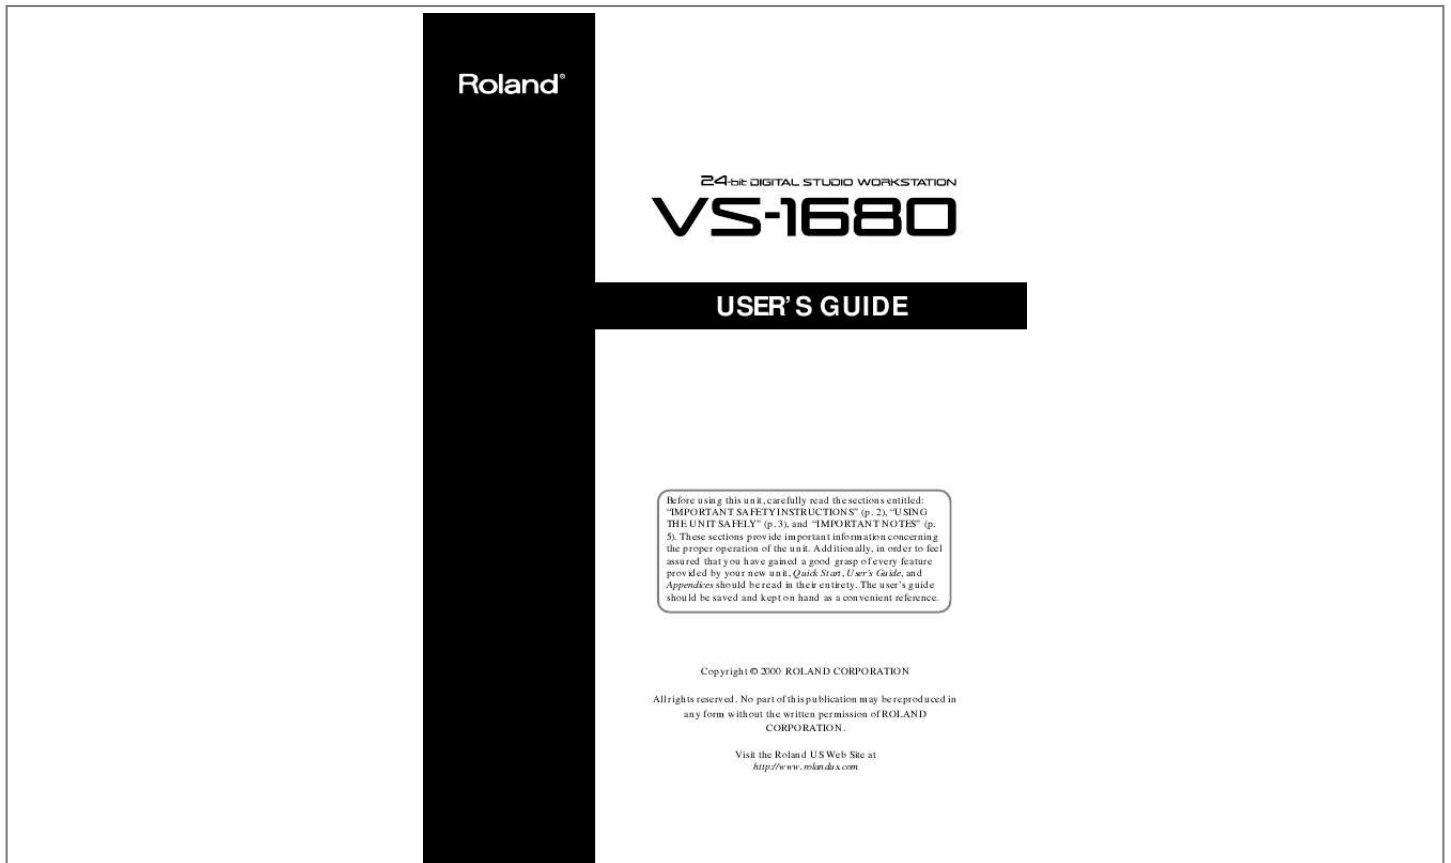 Roland®
24-bit DIGITAL STUDIO WORKSTATION
VS-1680
USER'S GUIDE
Before using this unit, carefully read the sections entitled:
“IMPORTANT SAFETY INSTRUCTIONS” (p. 2), “USING
THE UNIT SAFELY” (p. 3), and “IMPORTANT NOTES” (p.
5). These sections provide important information concerning
the proper operation of the unit. Additionally, in order to feel
assured that you have gained a good grasp of every feature
provided by your new unit, Quick Start, User's Guide, and
Appendices should be read in their entirety. The user's guide
should be saved and kept on hand as a convenient reference.
Copyright © 2000 ROLAND CORPORATION
All rights reserved. No part of this publication may be reproduced in
any form without the written permission of ROLAND
CORPORATION.
Visit the Roland US Web Site at
http://www.rolandus.com